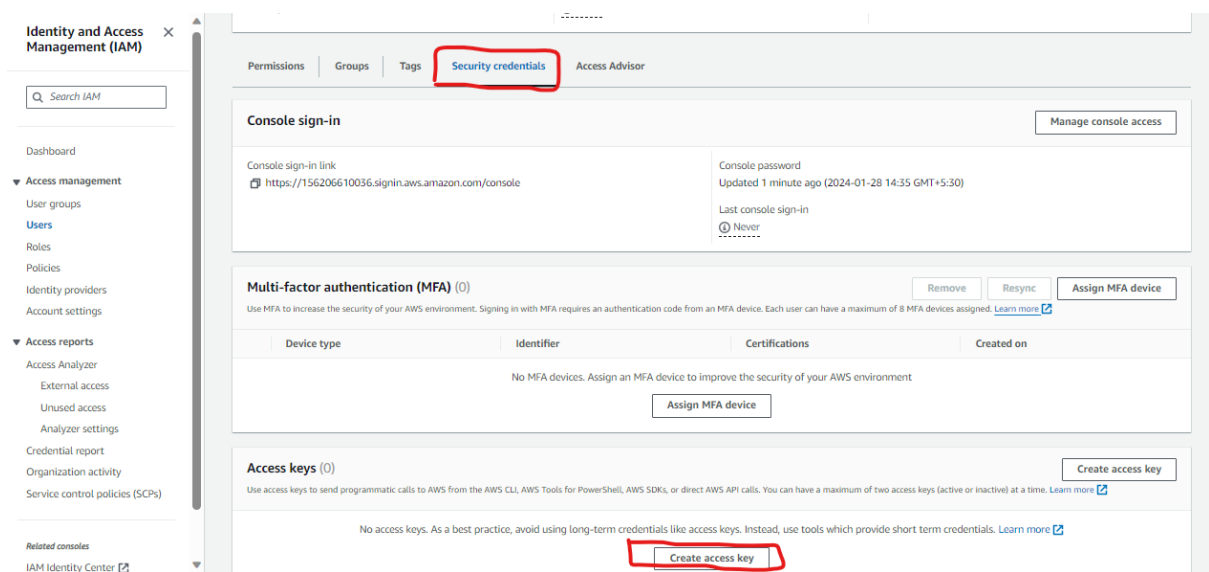 Identity and Access
Management (IAM)
Search IAM
Dashboard
Access management
User groups
Users
Roles
Policies
Identity providers
Account settings
Access reports
Access Analyzer
External access
Unused access
Analyzer settings
Credential report
Organization activity
Service control policies (SCPs)
Related consoles
IAM Identity Center
Permissions Groups Tags Security credentials Access Advisor
Console sign-in Manage console access
Console sign-in link
https://156206610036.signin.aws.amazon.com/console
Console password
Updated 1 minute ago (2024-01-28 14:35 GMT+5:30)
Last console sign-in
Never
Multi-factor authentication (MFA) (0) Remove Resync Assign MFA device
Use MFA to increase the security of your AWS environment. Signing in with MFA requires an authentication code from an MFA device. Each user can have a maximum of 8 MFA devices assigned. Learn more
Device type Identifier Certifications Created on
No MFA devices. Assign an MFA device to improve the security of your AWS environment
Assign MFA device
Access keys (0) Create access key
Use access keys to send programmatic calls to AWS from the AWS CLI, AWS Tools for PowerShell, AWS SDKs, or direct AWS API calls. You can have a maximum of two access keys (active or inactive) at a time. Learn more
No access keys. As a best practice, avoid using long-term credentials like access keys. Instead, use tools which provide short term credentials. Learn more
Create access key